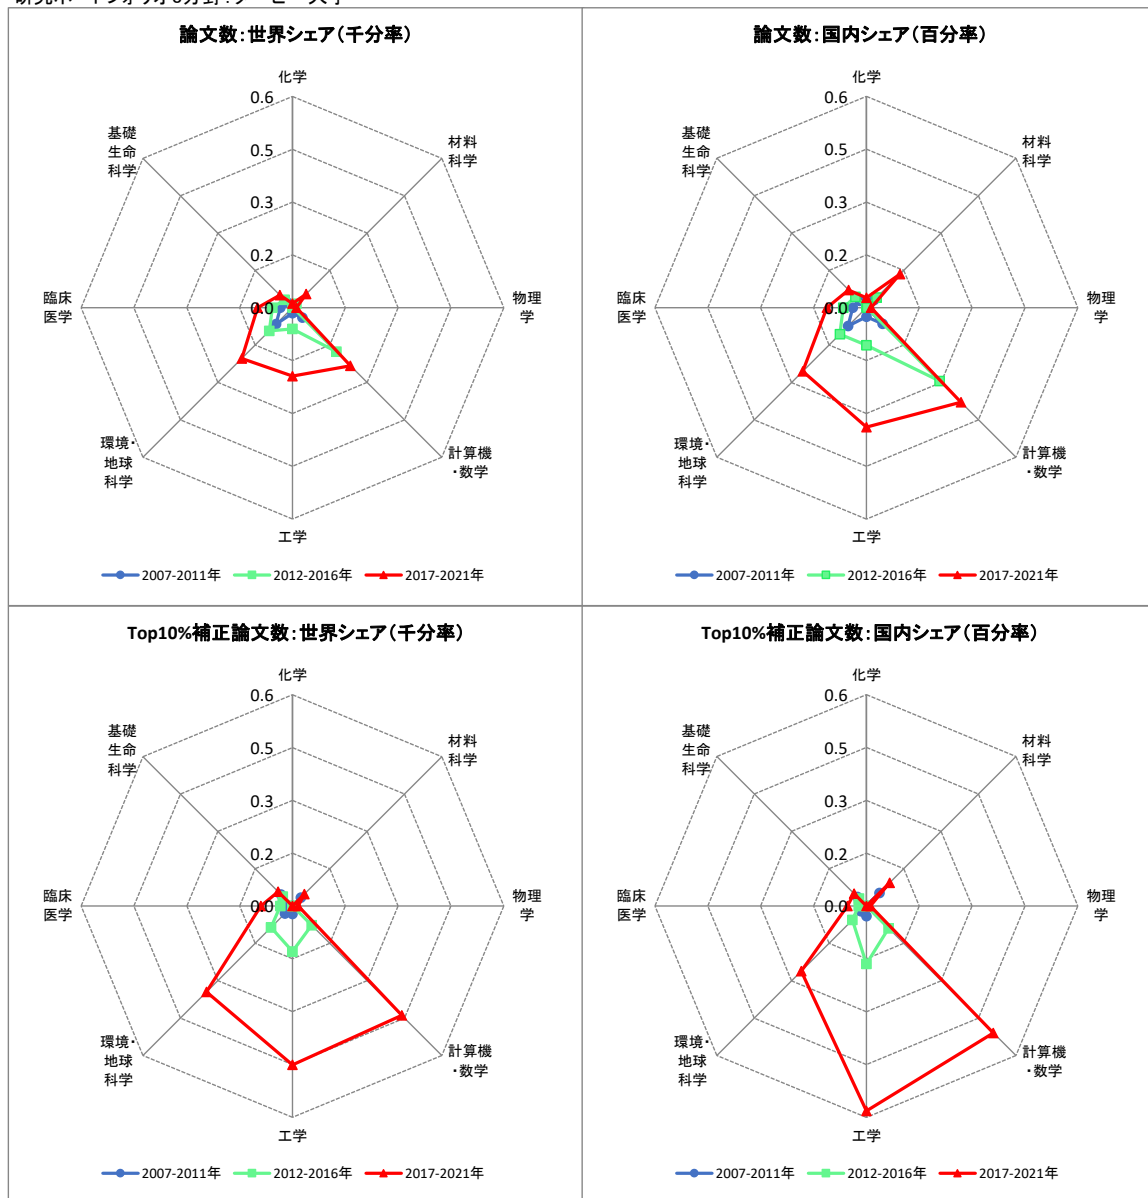 論文数：世界シェア（千分率）
化学
0.6
0.5
0.3
0.2
0.0
材料
科学
物理
学
計算機
・数学
工学
環境・
地球
科学
臨床
医学
基礎
生命
科学
2007-2011年 2012-2016年 2017-2021年
論文数：国内シェア（百分率）
化学
0.6
0.5
0.3
0.2
0.0
材料
科学
物理
学
計算機
・数学
工学
環境・
地球
科学
臨床
医学
基礎
生命
科学
2007-2011年 2012-2016年 2017-2021年
Top10%補正論文数：世界シェア（千分率）
化学
0.6
0.5
0.3
0.2
0.0
材料
科学
物理
学
計算機
・数学
工学
環境・
地球
科学
臨床
医学
基礎
生命
科学
2007-2011年 2012-2016年 2017-2021年
Top10%補正論文数：国内シェア（百分率）
化学
0.6
0.5
0.3
0.2
0.0
材料
科学
物理
学
計算機
・数学
工学
環境・
地球
科学
臨床
医学
基礎
生命
科学
2007-2011年 2012-2016年 2017-2021年